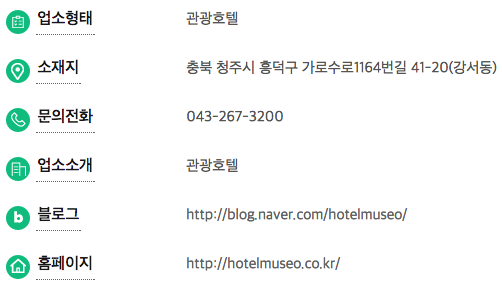 업소형태 관광호텔
소재지 충북 청주시 흥덕구 가로수로1164번길 41-20(강서동)
문의전화 043-267-3200
업소소개 관광호텔
블로그 http://blog.naver.com/hotelmuseo/
홈페이지 http://hotelmuseo.co.kr/